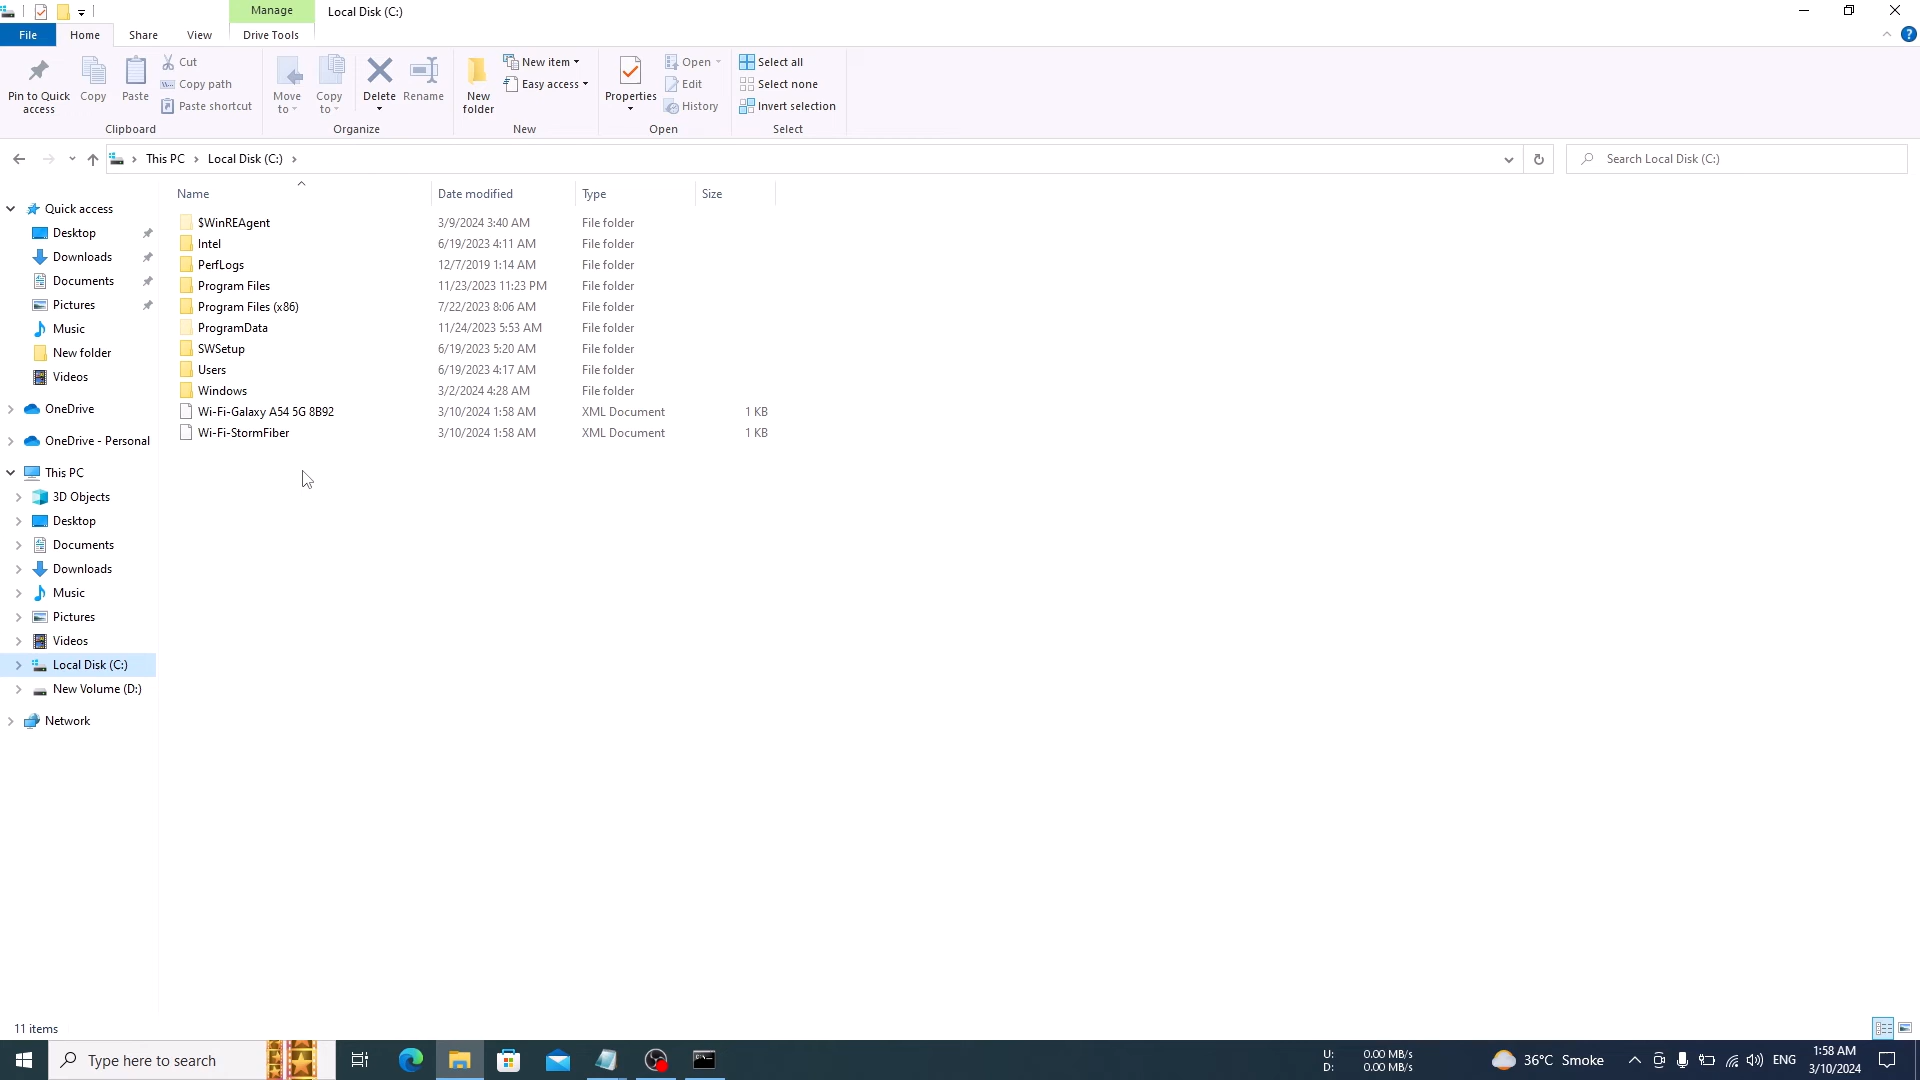 Manage
Local Disk (C:)
File
Home
Share
View
Drive Tools
?
Pin to Quick access
Copy
Paste
Cut
Copy path
Paste shortcut
Clipboard
Move to
Copy to
Delete
Rename
Organize
New folder
New item
Easy access
New
Properties
Open
Edit
History
Open
Select all
Select none
Invert selection
Select
This PC
Local Disk (C:)
Search Local Disk (C:)
Name
Date modified
Type
Size
$WinREAgent 3/9/2024 3:40 AM File folder
Intel 6/19/2023 4:11 AM File folder
PerfLogs 12/7/2019 1:14 AM File folder
Program Files 11/23/2023 11:23 PM File folder
Program Files (x86) 7/22/2023 8:06 AM File folder
ProgramData 11/24/2023 5:53 AM File folder
SWSetup 6/19/2023 5:20 AM File folder
Users 6/19/2023 4:17 AM File folder
Windows 3/2/2024 4:28 AM File folder
Wi-Fi-Galaxy A54 5G 8B92 3/10/2024 1:58 AM XML Document 1 KB
Wi-Fi-StormFiber 3/10/2024 1:58 AM XML Document 1 KB
Quick access
Desktop
Downloads
Documents
Pictures
Music
New folder
Videos
OneDrive
OneDrive - Personal
This PC
3D Objects
Desktop
Documents
Downloads
Music
Pictures
Videos
Local Disk (C:)
New Volume (D:)
Network
11 items
Type here to search
U: 0.00 MB/s
D: 0.00 MB/s
36°C Smoke
ENG
1:58 AM
3/10/2024